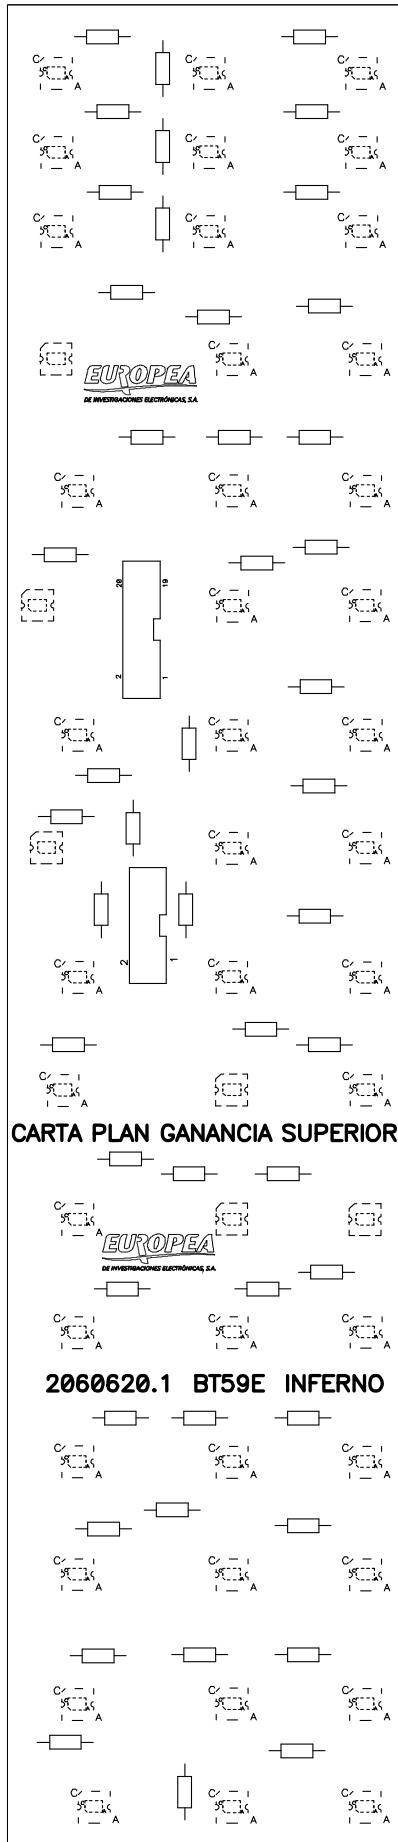 C C C
A A A
C C C
A A A
C C C
A A A
C C
A A
EUROPEA
DE INVESTIGACIONES ELECTRÓNICAS, S.A.
C C C
A A A
20 19
C C
A A
2 1
C C C
A A A
C C
A A
2 1
C C C
A A A
C C
A A
CARTA PLAN GANANCIA SUPERIOR
C
A
EUROPEA
DE INVESTIGACIONES ELECTRÓNICAS, S.A.
C C C
A A A
2060620.1 BT59E INFERNO
C C C
A A A
C C C
A A A
C C C
A A A
C C C
A A A